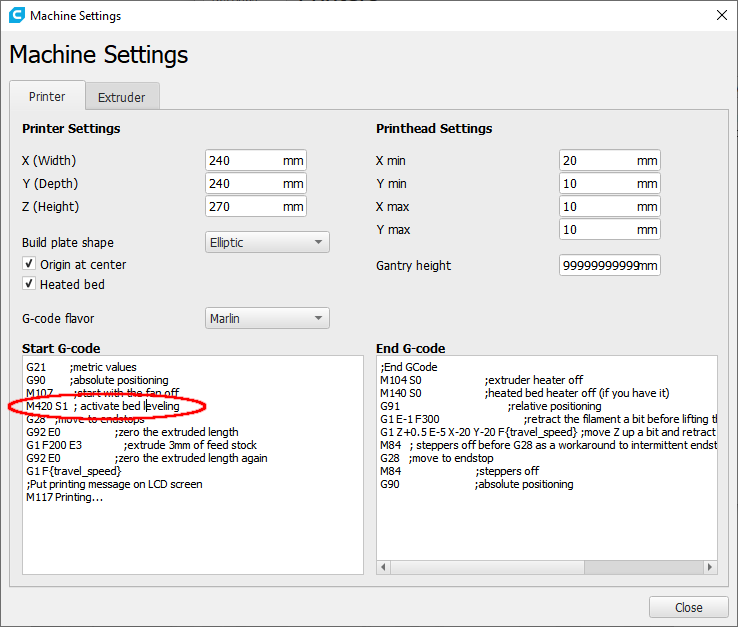 Machine Settings
Machine Settings
Printer
Extruder
Printer Settings
X (Width) 240 mm
Y (Depth) 240 mm
Z (Height) 270 mm
Build plate shape Elliptic
Origin at center
Heated bed
G-code flavor Marlin
Printhead Settings
X min 20 mm
Y min 10 mm
X max 10 mm
Y max 10 mm
Gantry height 99999999999mm
Start G-code
G21 ;metric values
G90 ;absolute positioning
M107 ;start with the fan off
M420 S1 ; activate bed leveling
G28 ;move to endstops
G92 E0 ;zero the extruded length
G1 F200 E3 ;extrude 3mm of feed stock
G92 E0 ;zero the extruded length again
G1 F{travel_speed}
;Put printing message on LCD screen
M117 Printing...
End G-code
;End GCode
M104 S0 ;extruder heater off
M140 S0 ;heated bed heater off (if you have it)
G91 ;relative positioning
G1 E-1 F300 ;retract the filament a bit before lifting th
G1 Z+0.5 E-5 X-20 Y-20 F{travel_speed} ;move Z up a bit and retract
M84 ; steppers off before G28 as a workaround to intermittent endst
G28 ;move to endstop
M84 ;steppers off
G90 ;absolute positioning
Close